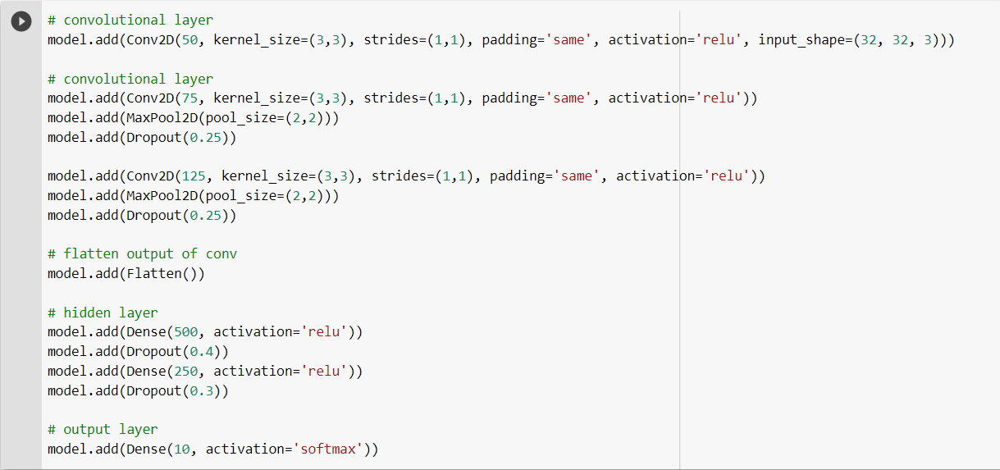 # convolutional layer
model.add(Conv2D(50, kernel_size=(3,3), strides=(1,1), padding='same', activation='relu', input_shape=(32, 32, 3)))
# convolutional layer
model.add(Conv2D(75, kernel_size=(3,3), strides=(1,1), padding='same', activation='relu'))
model.add(MaxPool2D(pool_size=(2,2)))
model.add(Dropout(0.25))
model.add(Conv2D(125, kernel_size=(3,3), strides=(1,1), padding='same', activation='relu'))
model.add(MaxPool2D(pool_size=(2,2)))
model.add(Dropout(0.25))
# flatten output of conv
model.add(Flatten())
# hidden layer
model.add(Dense(500, activation='relu'))
model.add(Dropout(0.4))
model.add(Dense(250, activation='relu'))
model.add(Dropout(0.3))
# output layer
model.add(Dense(10, activation='softmax'))